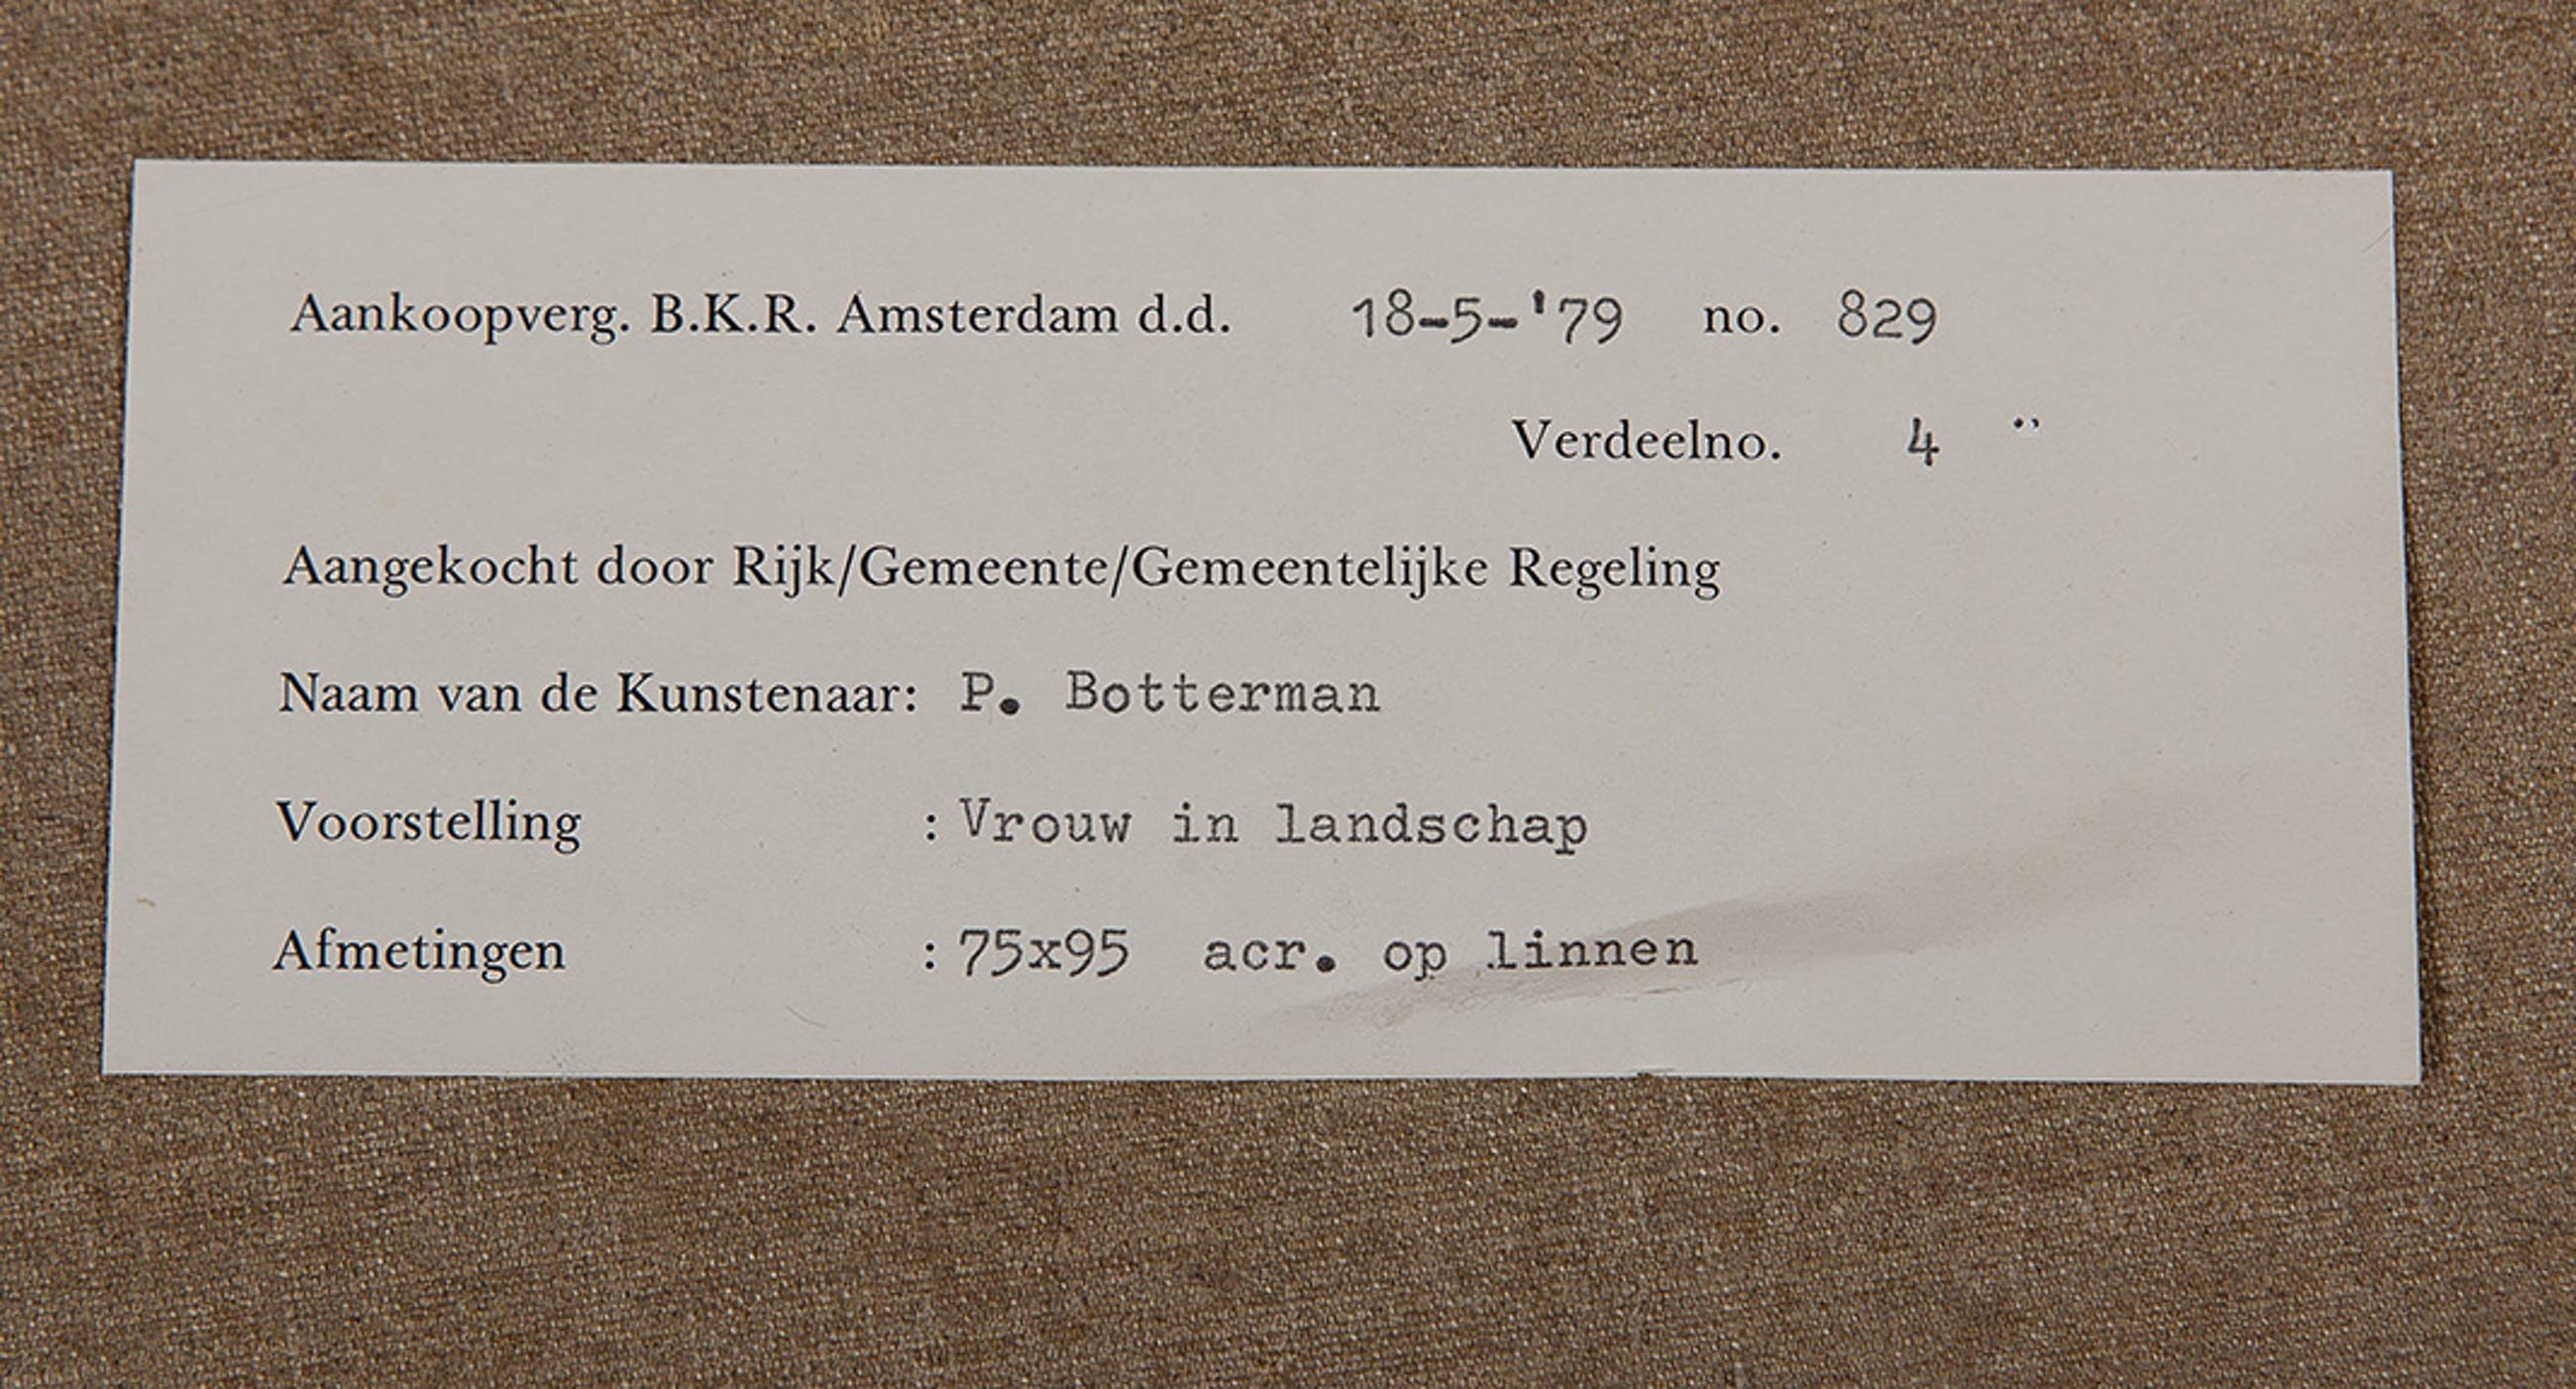 Aankoopverg. B.K.R. Amsterdam d.d. 18-5-'79 no. 829
Verdeelno. 4 ¨
Aangekocht door Rijk/Gemeente/Gemeentelijke Regeling
Naam van de Kunstenaar: P. Botterman
Voorstelling : Vrouw in landschap
Afmetingen : 75x95 acr. op linnen